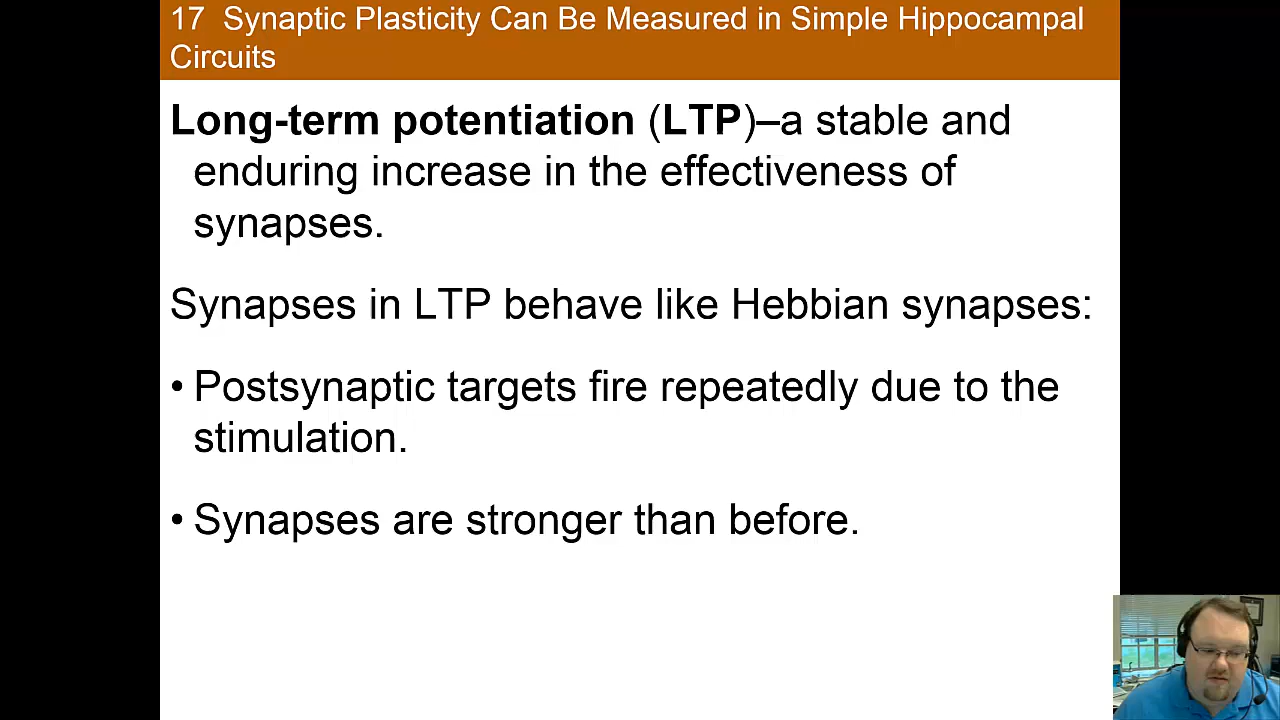 17  Synaptic Plasticity Can Be Measured in Simple Hippocampal
Circuits
Long-term potentiation (LTP)–a stable and
enduring increase in the effectiveness of
synapses.
Synapses in LTP behave like Hebbian synapses:
• Postsynaptic targets fire repeatedly due to the
stimulation.
• Synapses are stronger than before.